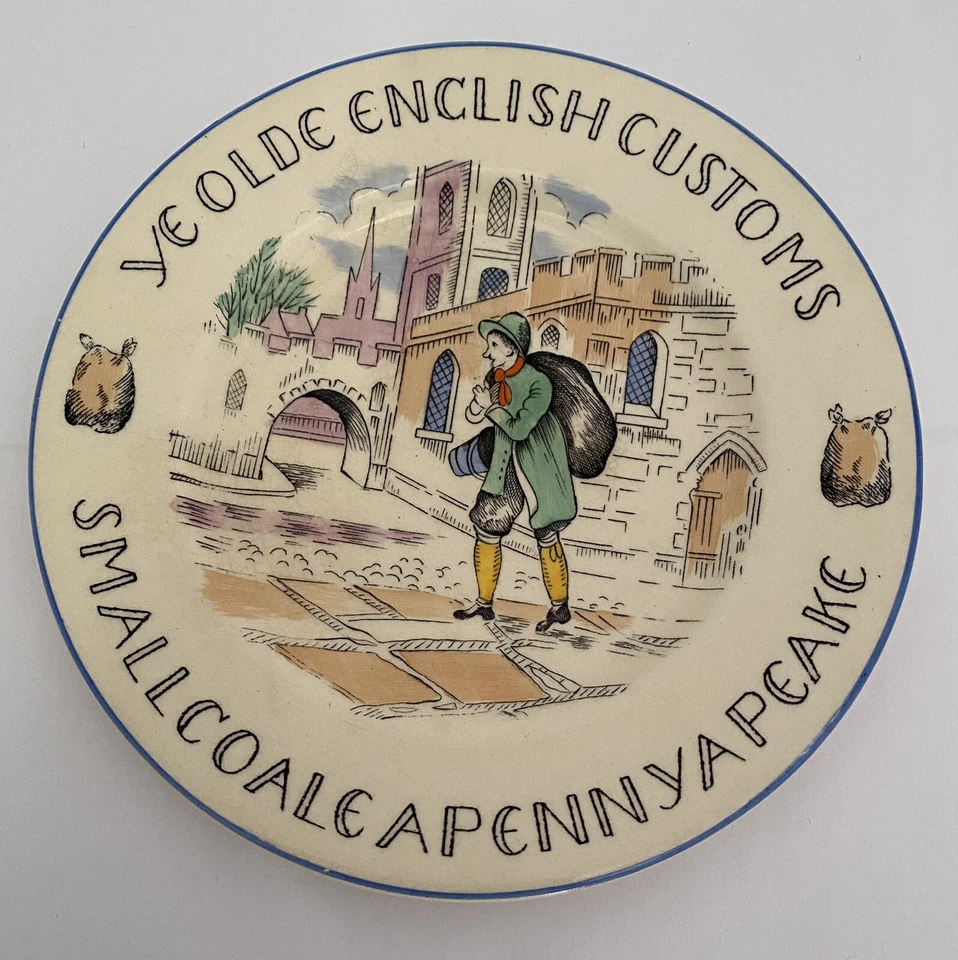 YE OLDE ENGLISH CUSTOMS
SMALL COALE A PENNY A PEAKE